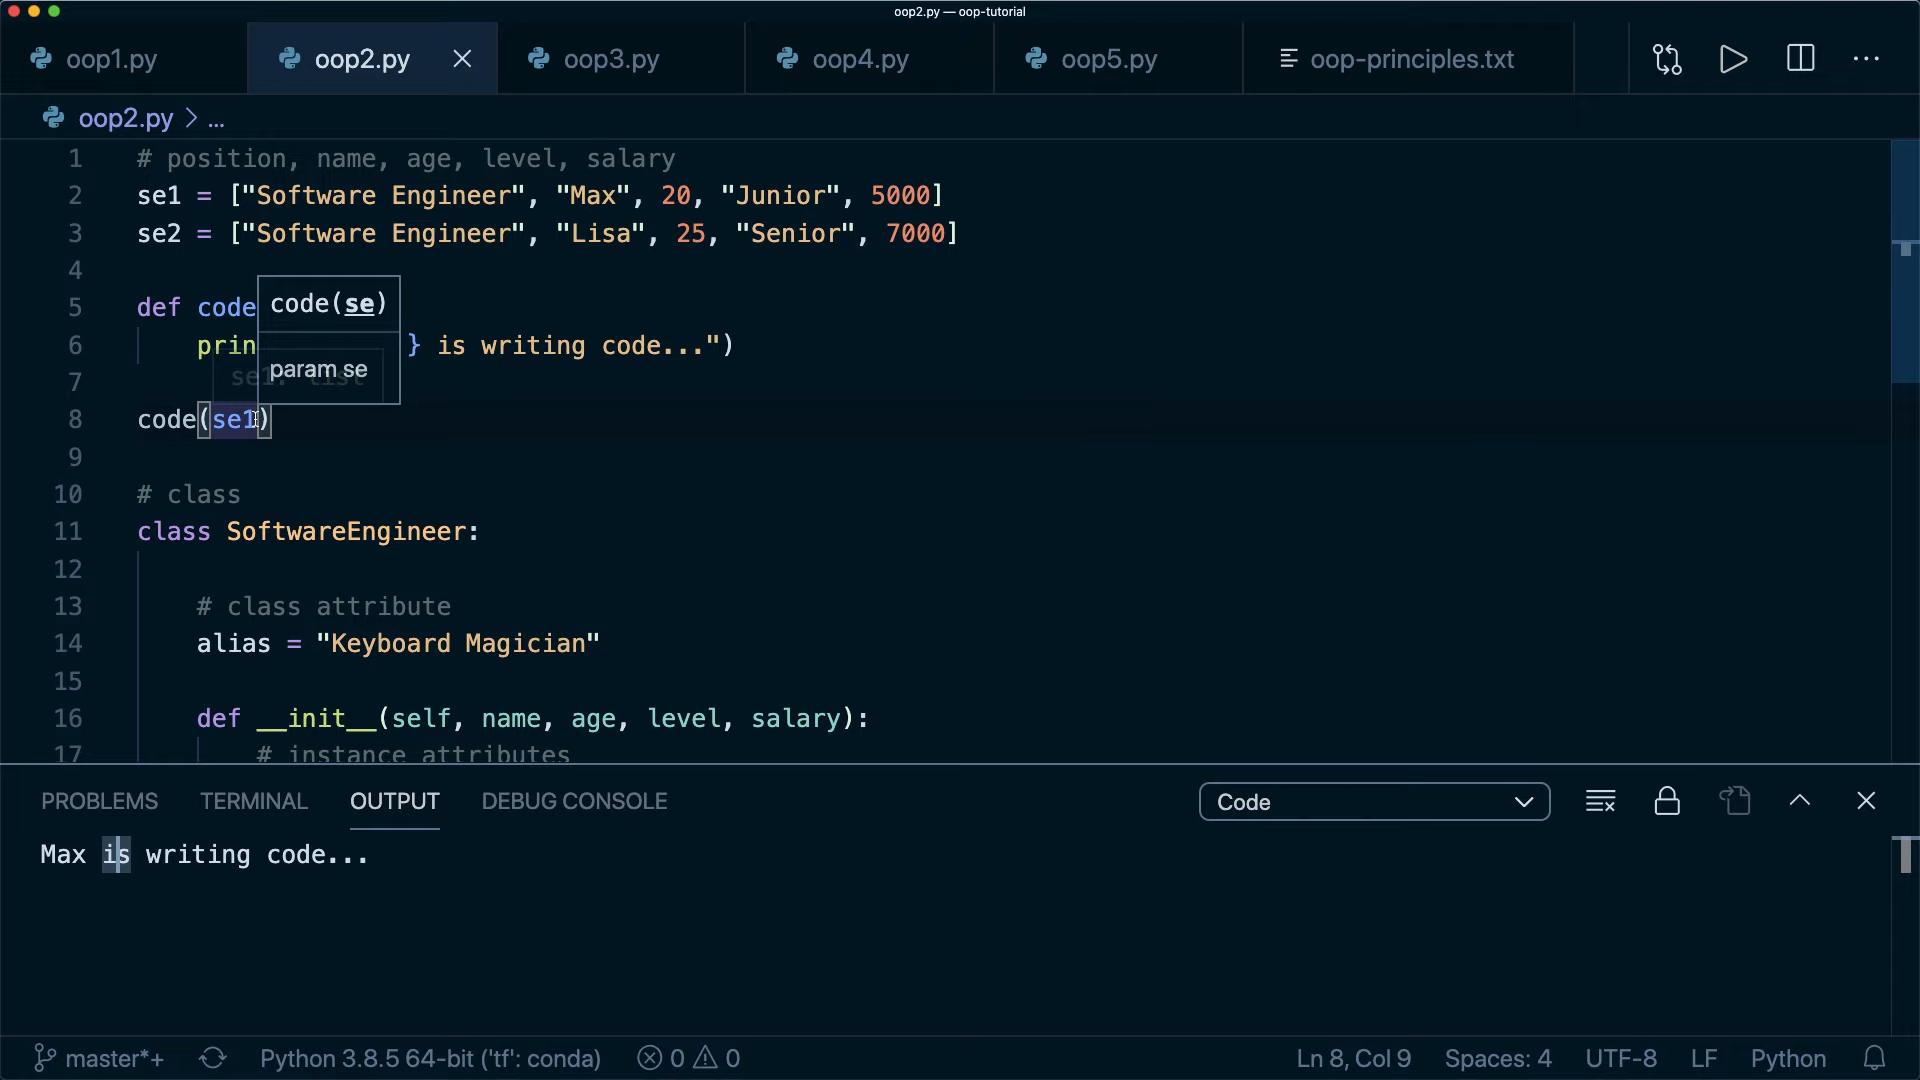 oop2.py — oop-tutorial
oop1.py
oop2.py
oop3.py
oop4.py
oop5.py
oop-principles.txt
oop2.py > ...
1 # position, name, age, level, salary
2 se1 = ["Software Engineer", "Max", 20, "Junior", 5000]
3 se2 = ["Software Engineer", "Lisa", 25, "Senior", 7000]
4
5 def code
code(se)
6 prin } is writing code...")
param se
7 se1: list
8 code(se1)
9
10 # class
11 class SoftwareEngineer:
12
13 # class attribute
14 alias = "Keyboard Magician"
15
16 def __init__(self, name, age, level, salary):
17 # instance attributes
PROBLEMS TERMINAL OUTPUT DEBUG CONSOLE Code
Max is writing code...
master*+ Python 3.8.5 64-bit ('tf': conda) 0 0 Ln 8, Col 9 Spaces: 4 UTF-8 LF Python